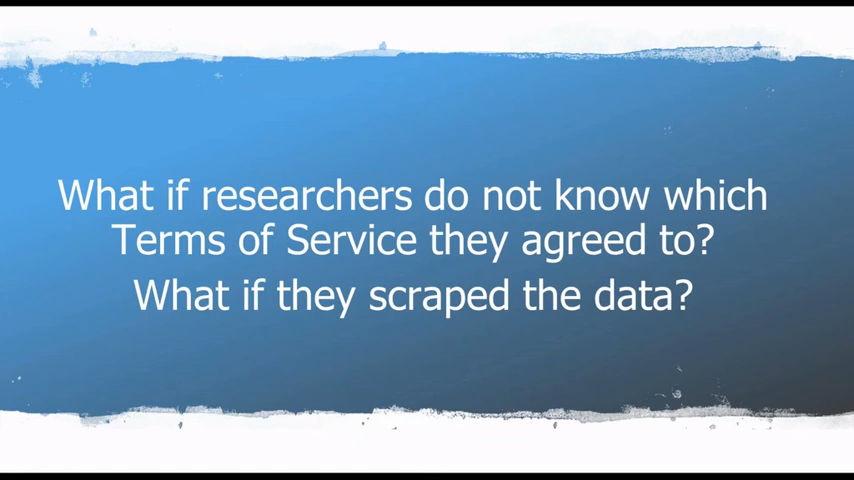 What if researchers do not know which
Terms of Service they agreed to?
What if they scraped the data?